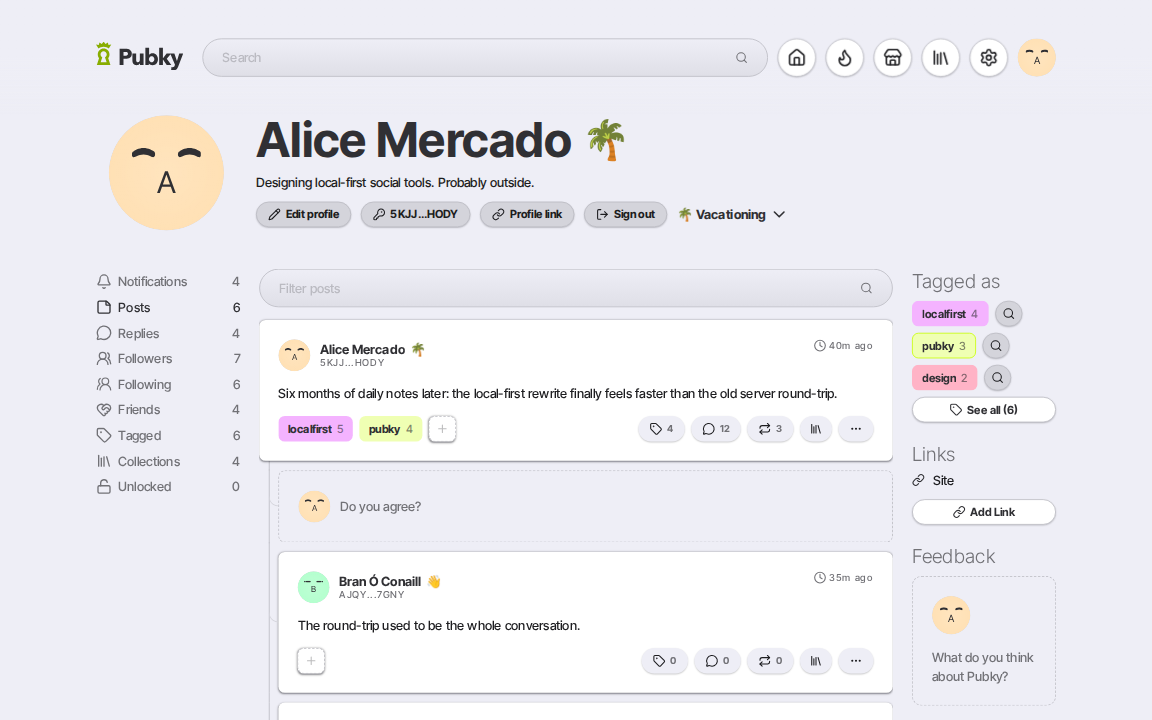 Pubky
Search
A
A
Alice Mercado 🌴
Designing local-first social tools. Probably outside.
Edit profile
5KJJ...HODY
Profile link
Sign out
🌴 Vacationing
Notifications 4
Posts 6
Replies 4
Followers 7
Following 6
Friends 4
Tagged 6
Collections 4
Unlocked 0
Filter posts
A
Alice Mercado 🌴
5KJJ...HODY
40m ago
Six months of daily notes later: the local-first rewrite finally feels faster than the old server round-trip.
localfirst 5
pubky 4
+
4
12
3
A
Do you agree?
B
Bran Ó Conaill 👋
AJQY...7GNY
35m ago
The round-trip used to be the whole conversation.
+
0
0
0
Tagged as
localfirst 4
pubky 3
design 2
See all (6)
Links
Site
Add Link
Feedback
A
What do you think
about Pubky?